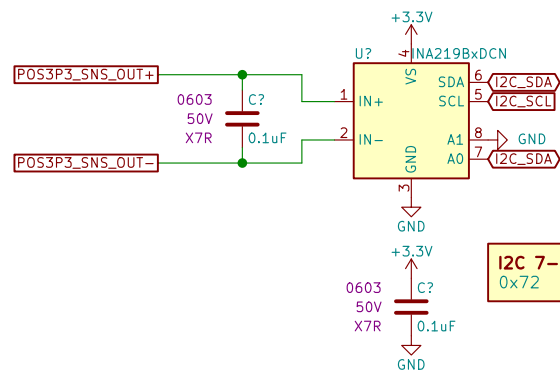 +3.3V
U?
INA219BxDCN
4
VS
POS3P3_SNS_OUT+
SDA
6
I2C_SDA
0603
C?
1
IN+
SCL
5
I2C_SCL
50V
X7R
0.1uF
2
IN-
A1
8
GND
POS3P3_SNS_OUT-
GND
A0
7
I2C_SDA
3
GND
+3.3V
I2C 7-
0x72
0603
C?
50V
X7R
0.1uF
GND